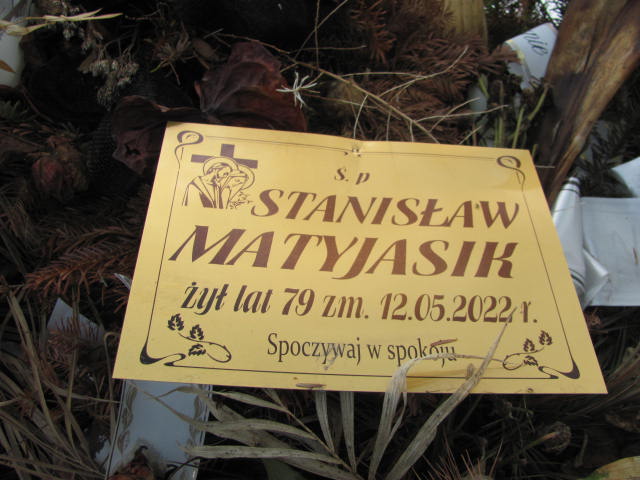 Ś.p
STANISŁAW
MATYJASIK
żył lat 79 zm. 12.05.2022 r.
Spoczywaj w spokoju